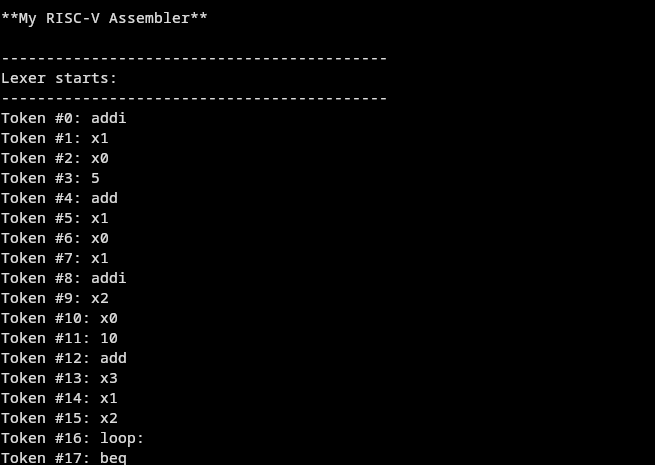 **My RISC-V Assembler**
-------------------------------------------
Lexer starts:
-------------------------------------------
Token #0: addi
Token #1: x1
Token #2: x0
Token #3: 5
Token #4: add
Token #5: x1
Token #6: x0
Token #7: x1
Token #8: addi
Token #9: x2
Token #10: x0
Token #11: 10
Token #12: add
Token #13: x3
Token #14: x1
Token #15: x2
Token #16: loop:
Token #17: beq